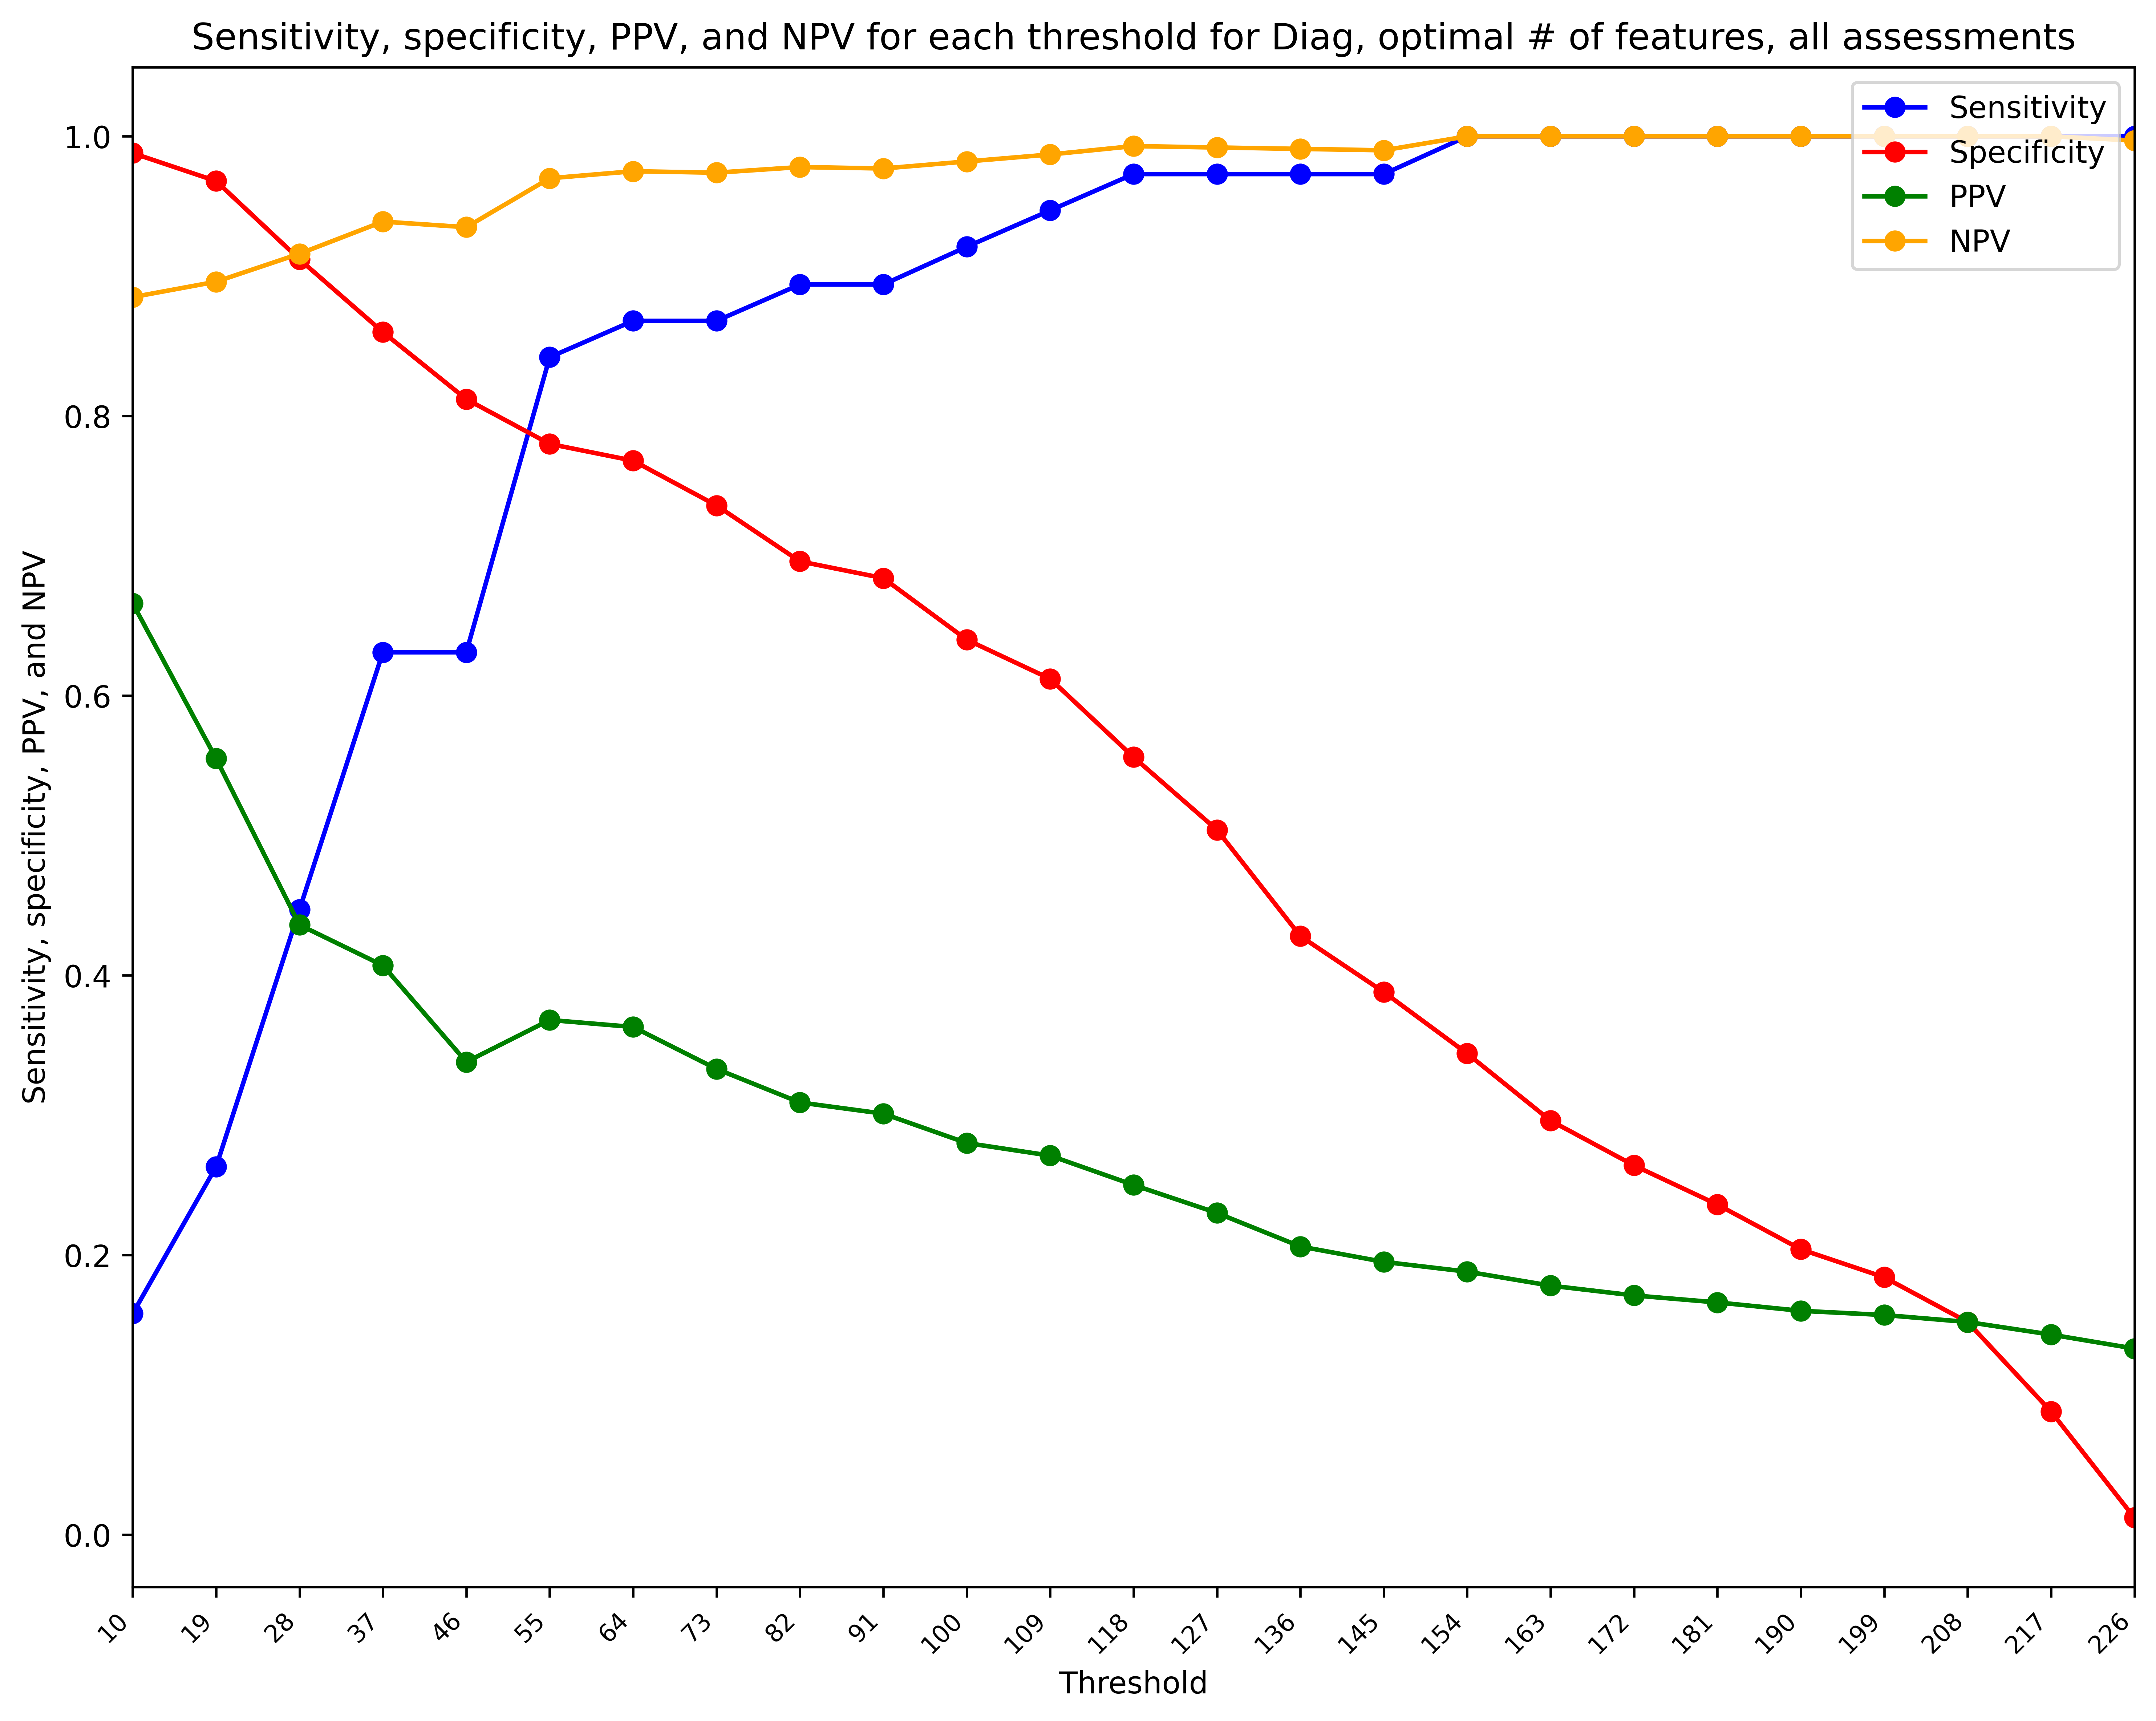 Sensitivity, specificity, PPV, and NPV for each threshold for Diag, optimal # of features, all assessments
Sensitivity
Specificity
PPV
NPV
Sensitivity, specificity, PPV, and NPV
1.0
0.8
0.6
0.4
0.2
0.0
10 19 28 37 46 55 64 73 82 91 100 109 118 127 136 145 154 163 172 181 190 199 208 217 226
Threshold